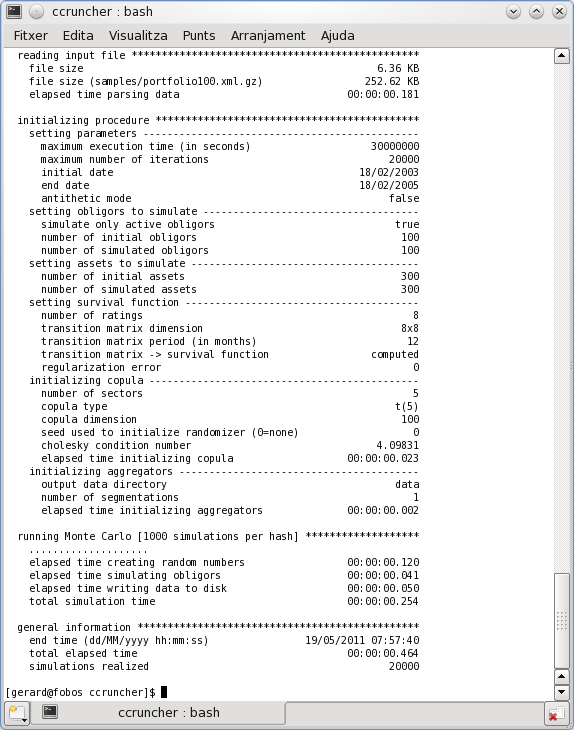 ccruncher : bash
Fitxer Edita Visualitza Punts Arranjament Ajuda
reading input file ************************************************
file size 6.36 KB
file size (samples/portfolio100.xml.gz) 252.62 KB
elapsed time parsing data 00:00:00.181
initializing procedure ********************************************
setting parameters ----------------------------------------------
maximum execution time (in seconds) 30000000
maximum number of iterations 20000
initial date 18/02/2003
end date 18/02/2005
antithetic mode false
setting obligors to simulate ------------------------------------
simulate only active obligors true
number of initial obligors 100
number of simulated obligors 100
setting assets to simulate --------------------------------------
number of initial assets 300
number of simulated assets 300
setting survival function ---------------------------------------
number of ratings 8
transition matrix dimension 8x8
transition matrix period (in months) 12
transition matrix -> survival function computed
regularization error 0
initializing copula ---------------------------------------------
number of sectors 5
copula type t(5)
copula dimension 100
seed used to initialize randomizer (0=none) 0
cholesky condition number 4.09831
elapsed time initializing copula 00:00:00.023
initializing aggregators ----------------------------------------
output data directory data
number of segmentations 1
elapsed time initializing aggregators 00:00:00.002
running Monte Carlo [1000 simulations per hash] *******************
....................
elapsed time creating random numbers 00:00:00.120
elapsed time simulating obligors 00:00:00.041
elapsed time writing data to disk 00:00:00.050
total simulation time 00:00:00.254
general information ***********************************************
end time (dd/MM/yyyy hh:mm:ss) 19/05/2011 07:57:40
total elapsed time 00:00:00.464
simulations realized 20000
[gerard@fobos ccruncher]$
ccruncher : bash